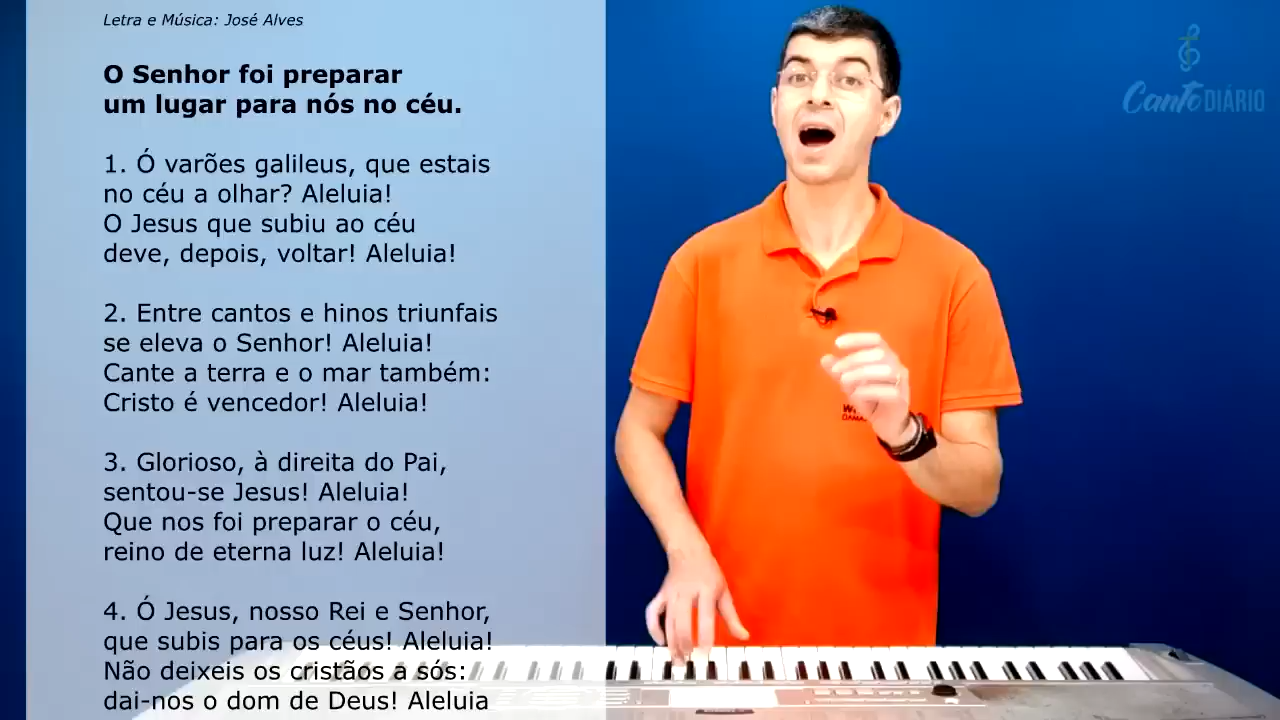 Letra e Música: José Alves
O Senhor foi preparar
um lugar para nós no céu.
1. Ó varões galileus, que estais
no céu a olhar? Aleluia!
O Jesus que subiu ao céu
deve, depois, voltar! Aleluia!
2. Entre cantos e hinos triunfais
se eleva o Senhor! Aleluia!
Cante a terra e o mar também:
Cristo é vencedor! Aleluia!
3. Glorioso, à direita do Pai,
sentou-se Jesus! Aleluia!
Que nos foi preparar o céu,
reino de eterna luz! Aleluia!
4. Ó Jesus, nosso Rei e Senhor,
que subis para os céus! Aleluia!
Não deixeis os cristãos a sós:
dai-nos o dom de Deus! Aleluia
Canto DIÁRIO